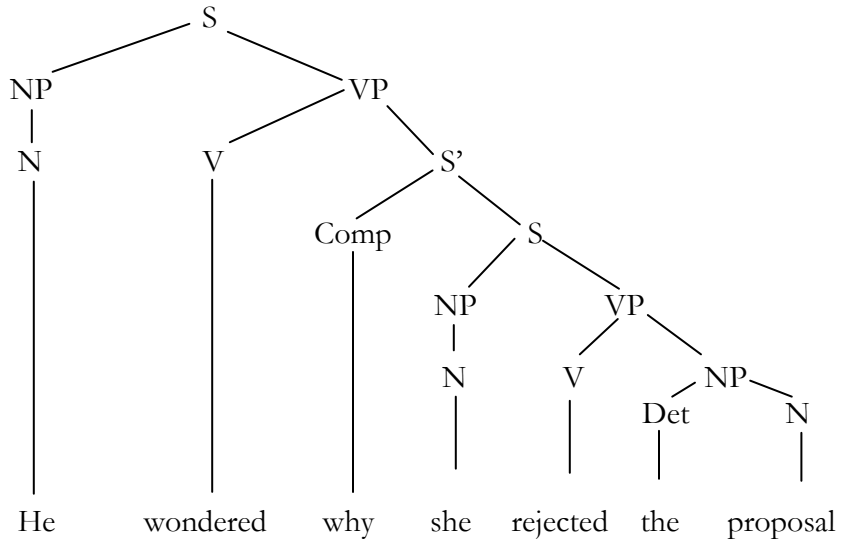 S
NP VP
N V S’
Comp S
NP VP
N V NP
Det N
He wondered why she rejected the proposal